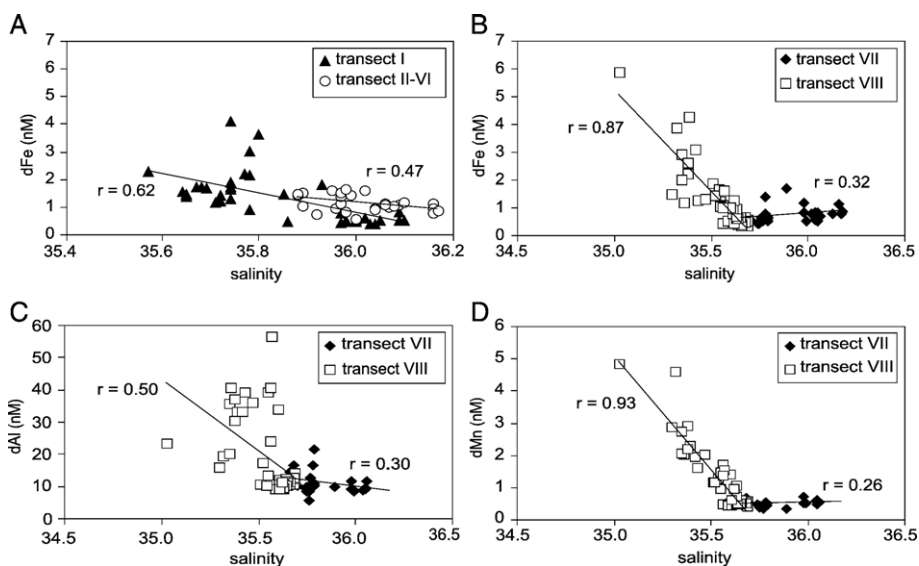 A
B
7
6
5
4
3
2
1
0
dFe (nM)
transect I
transect II-VI
r = 0.62
r = 0.47
35.4
35.6
35.8
36.0
36.2
salinity
7
6
5
4
3
2
1
0
dFe (nM)
transect VII
transect VIII
r = 0.87
r = 0.32
34.5
35.0
35.5
36.0
36.5
salinity
C
D
60
50
40
30
20
10
0
dAl (nM)
transect VII
transect VIII
r = 0.50
r = 0.30
34.5
35.0
35.5
36.0
36.5
salinity
6
5
4
3
2
1
0
dMn (nM)
transect VII
transect VIII
r = 0.93
r = 0.26
34.5
35.0
35.5
36.0
36.5
salinity